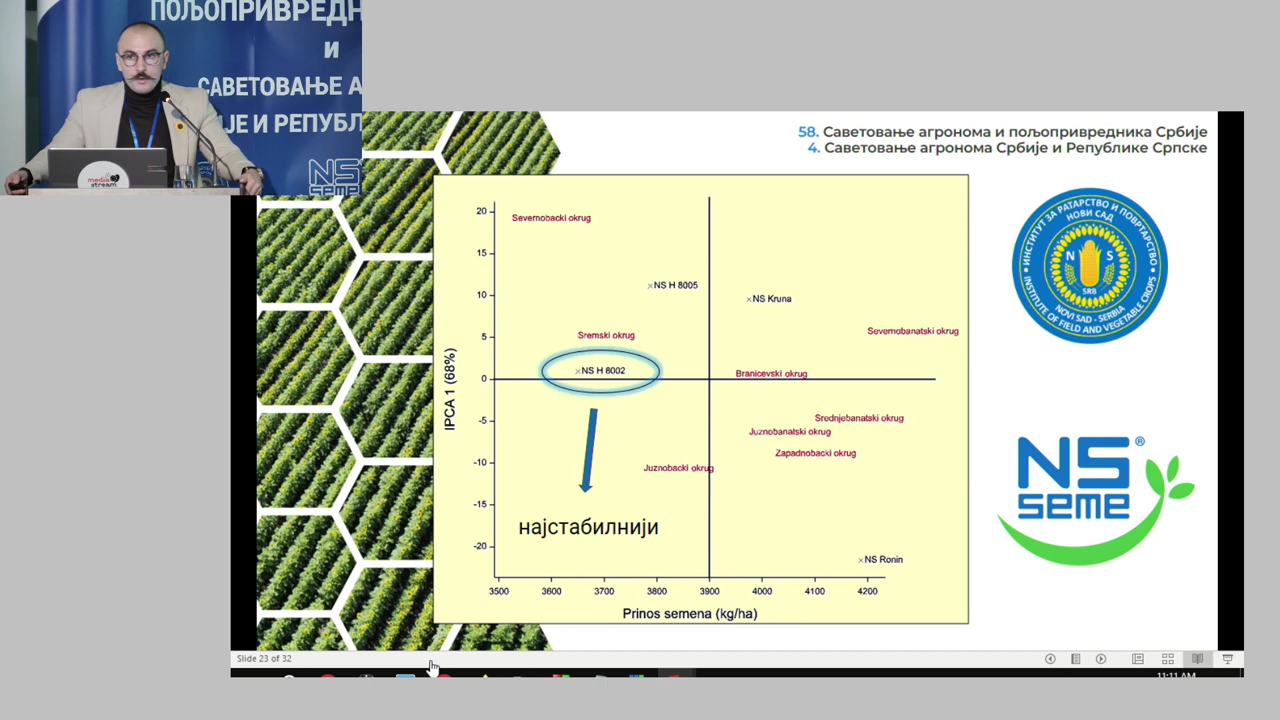 ПОЉОПРИВРЕДН
и
САВЕТОВАЊЕ А
ЈЕ И РЕПУБЛ
NS
seme
media
stream
58. Саветовање агронома и пољопривредника Србије
4. Саветовање агронома Србије и Републике Српске
IPCA 1 (68%)
20
15
10
5
0
-5
-10
-15
-20
Severnobacki okrug
NS H 8005
NS Kruna
Severnobanatski okrug
Sremski okrug
NS H 8002
Branicevski okrug
Srednjebanatski okrug
Juznobanatski okrug
Zapadnobacki okrug
Juznobacki okrug
најстабилнији
NS Ronin
3500 3600 3700 3800 3900 4000 4100 4200
Prinos semena (kg/ha)
ИНСТИТУТ ЗА РАТАРСТВО И ПОВРТАРСТВО
НОВИ САД
N S
SRB
NOVI SAD - SERBIA
INSTITUTE OF FIELD AND VEGETABLE CROPS
NS®
seme
Slide 23 of 32
11:11 AM